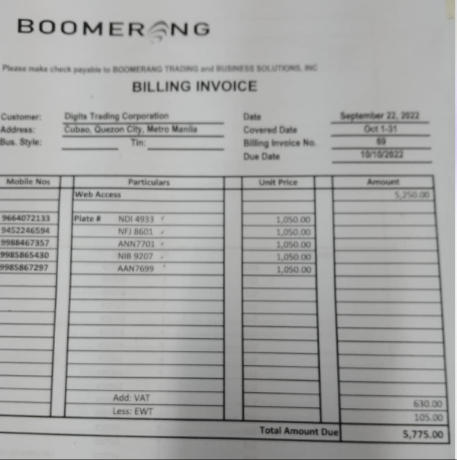 BOOMERANG
Please make check payable to BOOMERANG TRADING and BUSINESS SOLUTIONS, INC
BILLING INVOICE
Customer: Digits Trading Corporation Date September 22, 2022
Address: Cubao, Quezon City, Metro Manila Covered Date Oct 1-31
Bus. Style: Tin: Billing Invoice No. 69
Due Date 10/10/2022
Mobile Nos Particulars Unit Price Amount
Web Access 5,250.00
9664072133 Plate # NDI 4933 1,050.00
9452246594 NFJ 8601 1,050.00
9988467357 ANN7701 1,050.00
9985865430 NIB 9207 1,050.00
9985867297 AAN7699 1,050.00
Add: VAT 630.00
Less: EWT 105.00
Total Amount Due 5,775.00